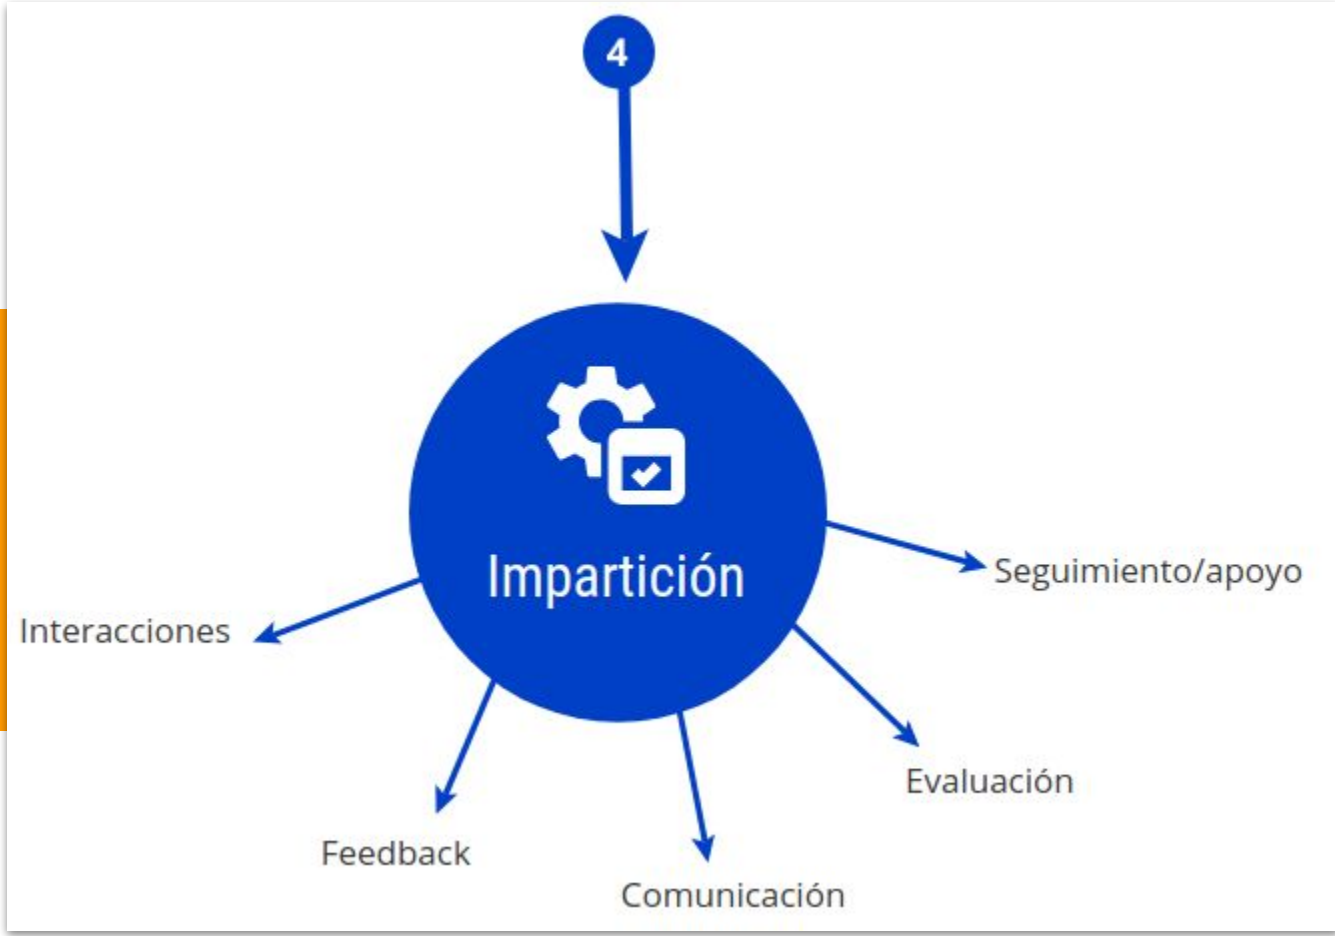 4
Impartición
Seguimiento/apoyo
Interacciones
Evaluación
Feedback
Comunicación